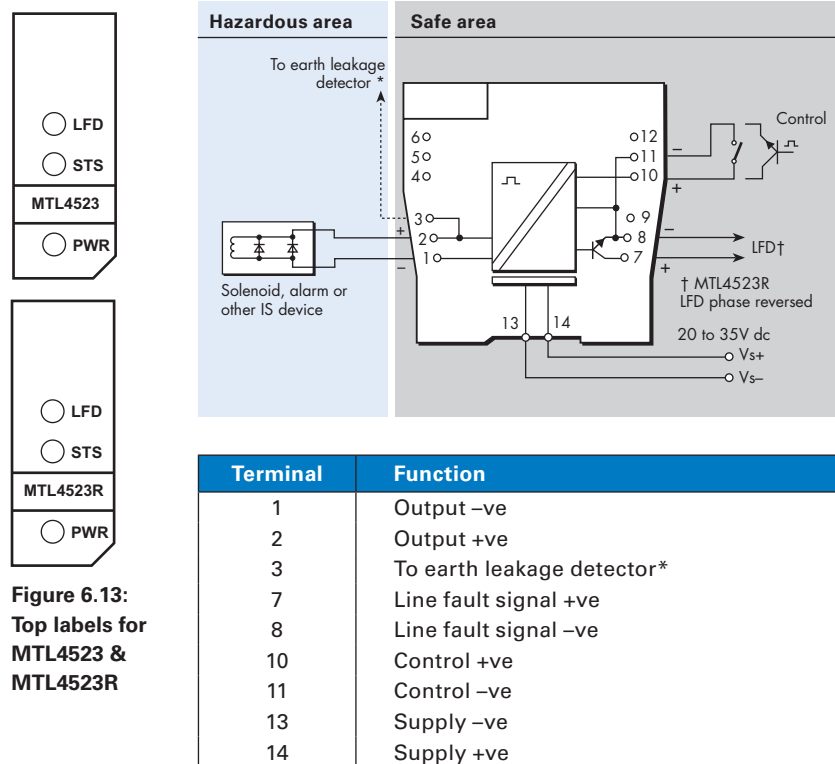 LFD
STS
MTL4523
PWR
LFD
STS
MTL4523R
PWR
Figure 6.13:
Top labels for
MTL4523 &
MTL4523R
Hazardous area
Safe area
To earth leakage
detector *
6
5
4
3
2
1
+
–
Solenoid, alarm or
other IS device
12
11
10
9
8
7
–
+
Control
–
+
LFD†
† MTL4523R
LFD phase reversed
13
14
20 to 35V dc
Vs+
Vs–
Terminal Function
1 Output –ve
2 Output +ve
3 To earth leakage detector*
7 Line fault signal +ve
8 Line fault signal –ve
10 Control +ve
11 Control –ve
13 Supply –ve
14 Supply +ve